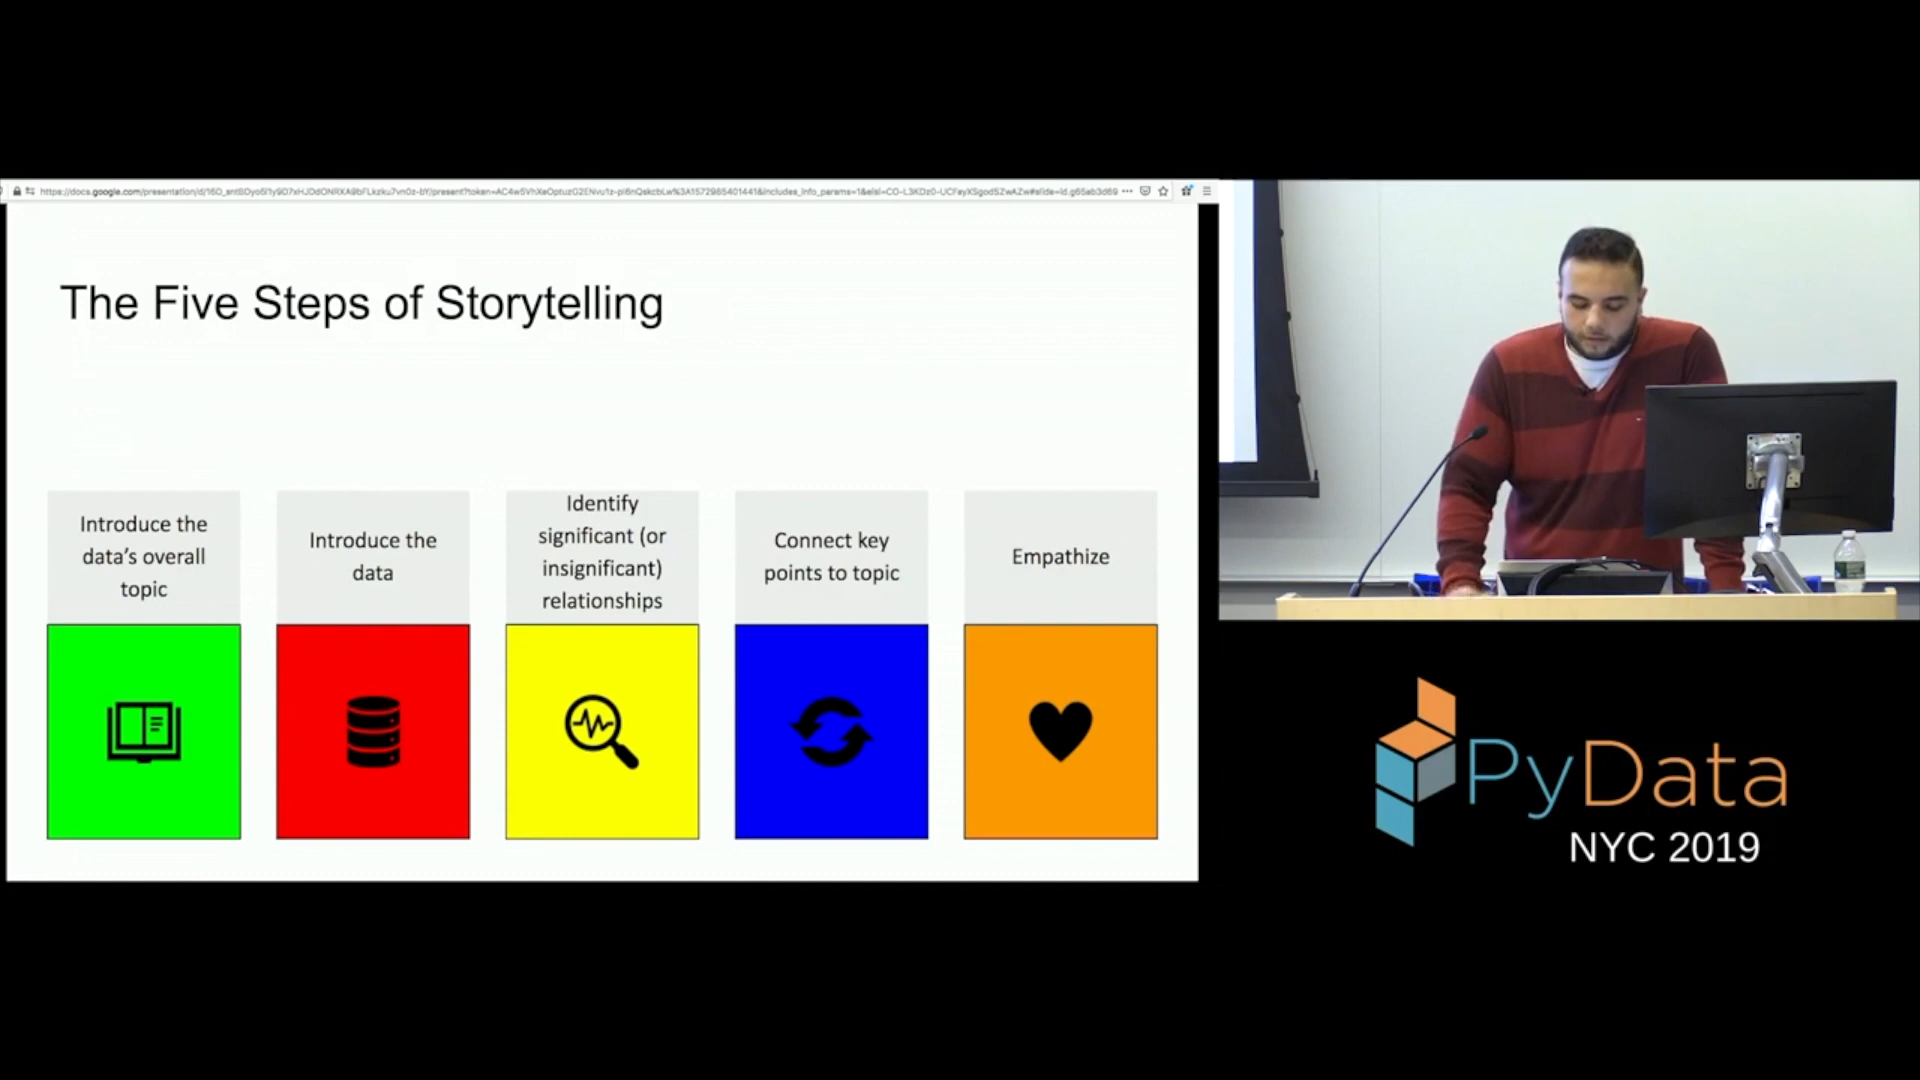 The Five Steps of Storytelling
Introduce the
data's overall
topic
Introduce the
data
Identify
significant (or
insignificant)
relationships
Connect key
points to topic
Empathize
PyData
NYC 2019